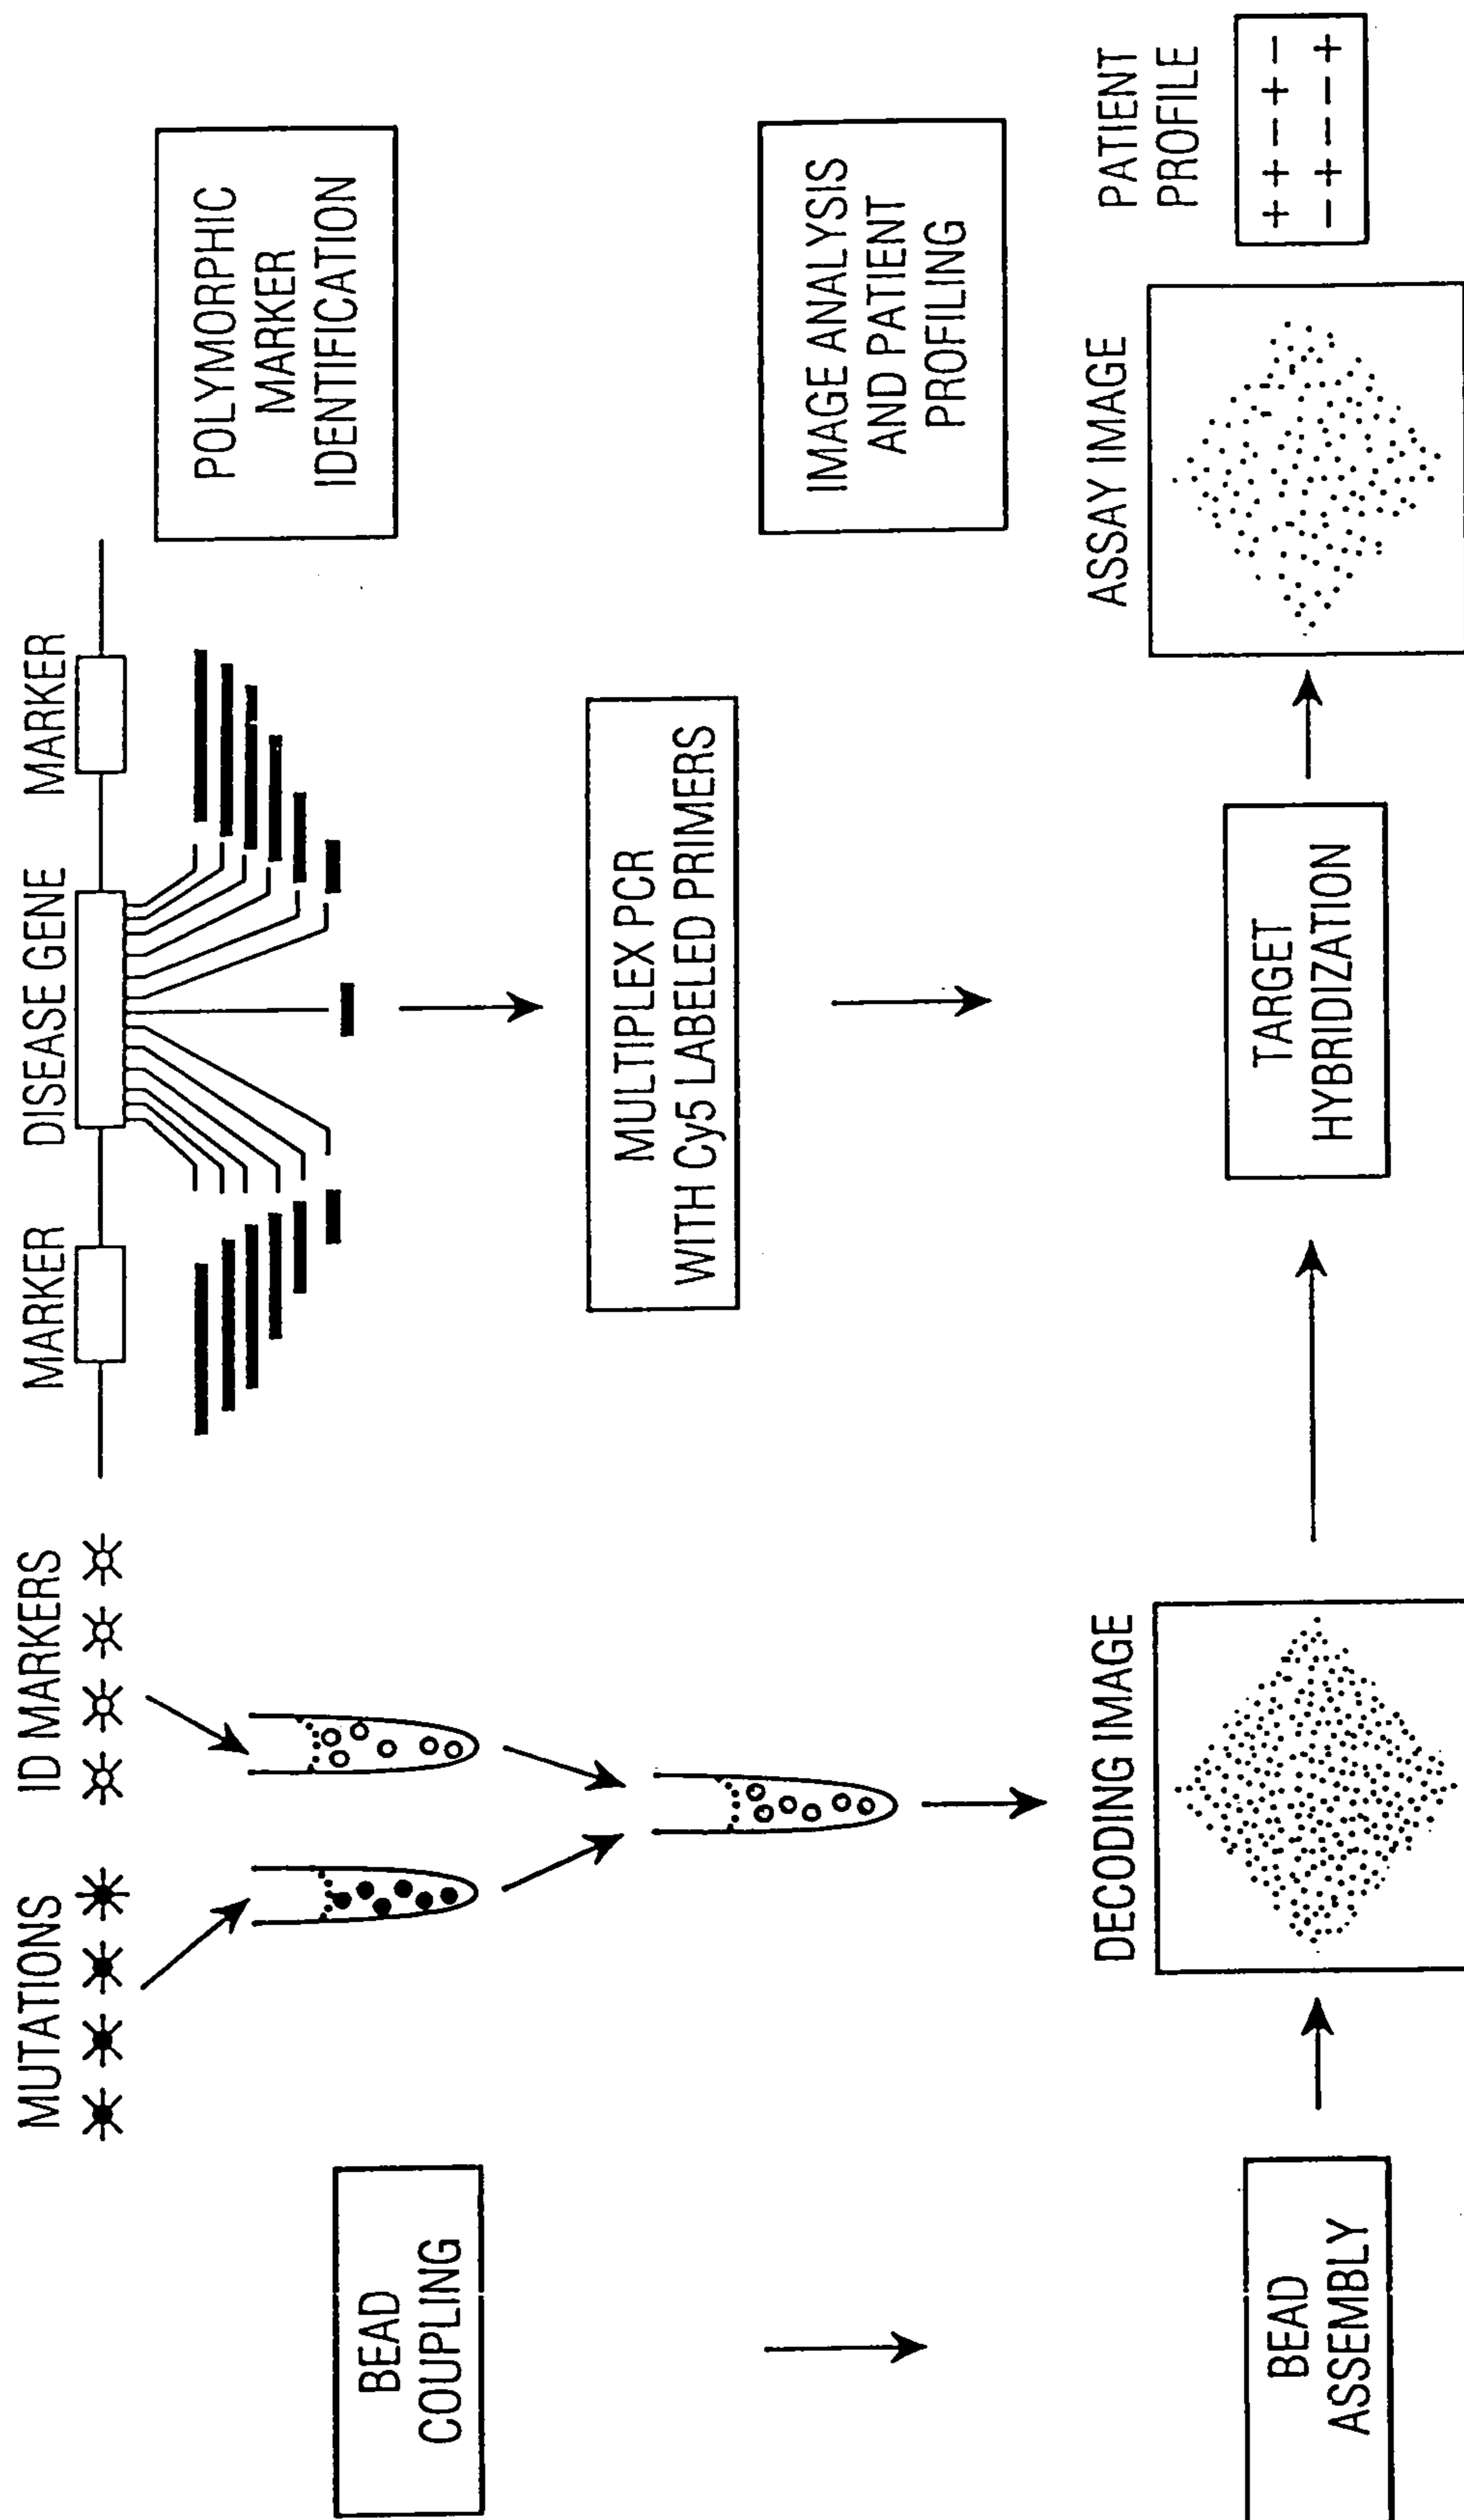 MUTATIONS
ID MARKERS
MARKER
DISEASE GENE
MARKER
BEAD
COUPLING
POLYMORPHIC
MARKER
IDENTIFICATION
MULTIPLEX PCR
WITH Cy5 LABELED PRIMERS
IMAGE ANALYSIS
AND PATIENT
PROFILING
BEAD
ASSEMBLY
DECODING IMAGE
TARGET
HYBRIDIZATION
ASSAY IMAGE
PATIENT
PROFILE
+ + - + -
- + - - +